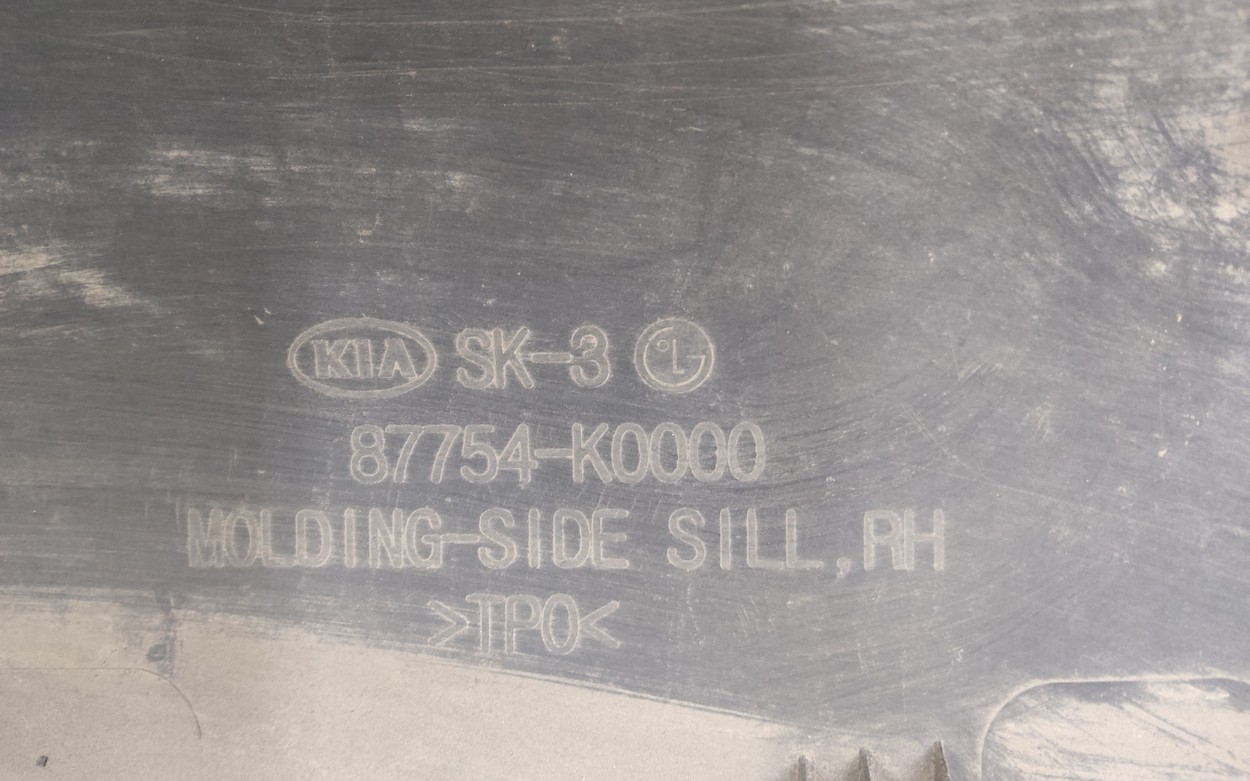 KIA SK-3 LG
87754-K0000
MOLDING-SIDE SILL,RH
>TPO<